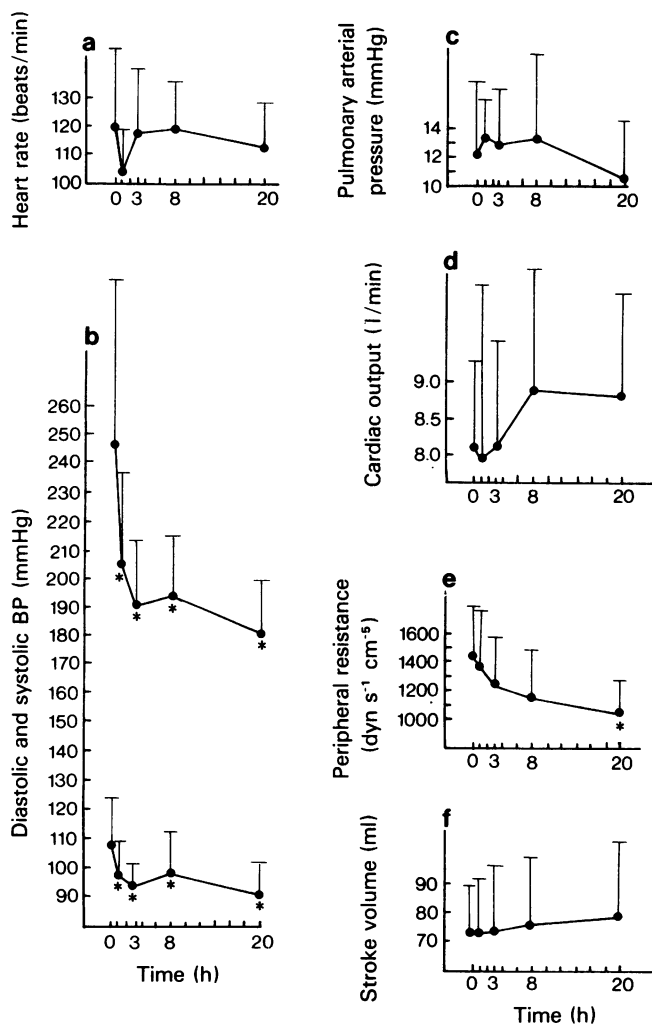 a
Heart rate (beats/min)
130
120
110
100
0 3 8 20
b
Diastolic and systolic BP (mmHg)
260
250
240
230
220
210
200
190
180
170
160
150
140
130
120
110
100
90
* * * *
* * * *
0 3 8 20
Time (h)
c
Pulmonary arterial
pressure (mmHg)
14
12
10
0 3 8 20
d
Cardiac output (l/min)
9.0
8.5
8.0
0 3 8 20
e
Peripheral resistance
(dyn s⁻¹ cm⁻⁵)
1600
1400
1200
1000
*
0 3 8 20
f
Stroke volume (ml)
90
80
70
0 3 8 20
Time (h)